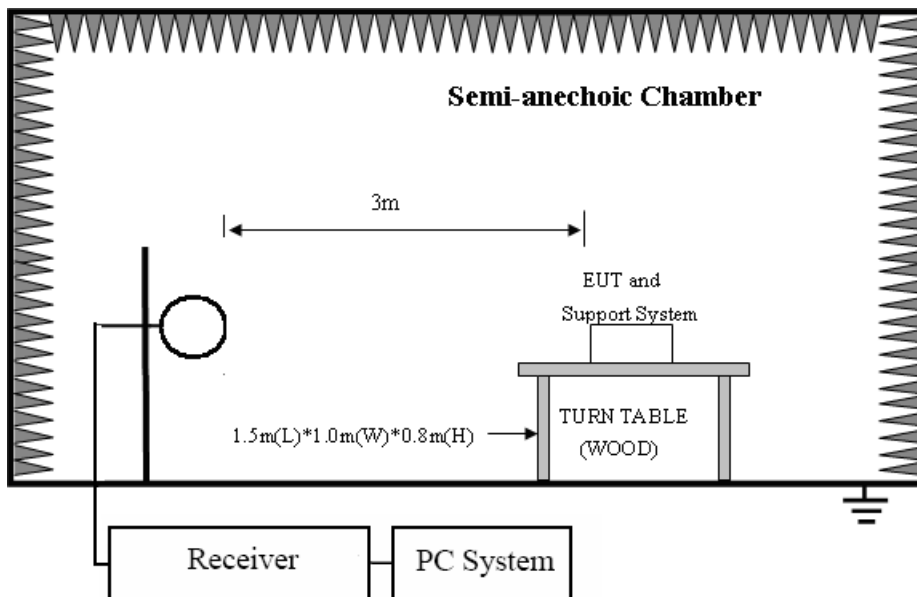 Semi-anechoic Chamber
3m
EUT and
Support System
1.5m(L)*1.0m(W)*0.8m(H)
TURN TABLE
(WOOD)
Receiver
PC System